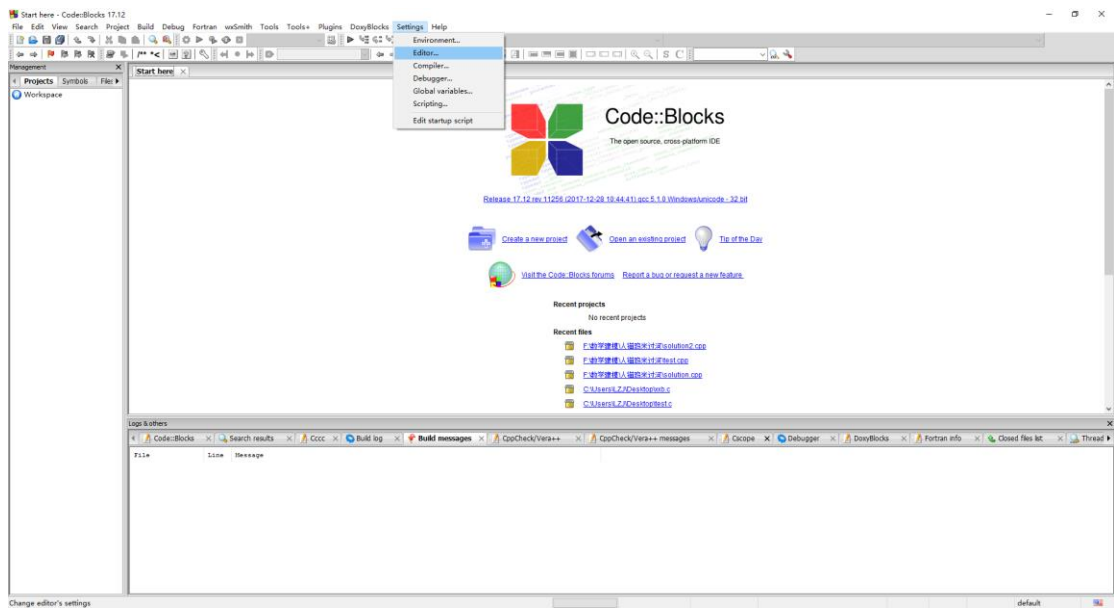 Start here - Code::Blocks 17.12
File Edit View Search Project Build Debug Fortran wxSmith Tools Tools+ Plugins DoxyBlocks Settings Help
Environment...
Editor...
Compiler...
Debugger...
Global variables...
Scripting...
Edit startup script
Management
Projects Symbols Files
Workspace
Start here
Code::Blocks
The open source, cross-platform IDE
Release 17.12 rev 11256 (2017-12-28 10:44:41) gcc 5.1.0 Windows/unicode - 32 bit
Create a new project Open an existing project Tip of the Day
Visit the Code::Blocks forums Report a bug or request a new feature
Recent projects
No recent projects
Recent files
F:\数学建模\人猫鸡米过河\solution2.cpp
F:\数学建模\人猫鸡米过河\test.cpp
F:\数学建模\人猫鸡米过河\solution.cpp
C:\Users\LZJ\Desktop\
C:\Users\LZJ\Desktop\test.c
Logs & others
Code::Blocks Search results Cccc Build log Build messages CppCheck/Vera++ CppCheck/Vera++ messages Cscope Debugger DoxyBlocks Fortran info Closed files list Thread
File Line Message
Change editor's settings default